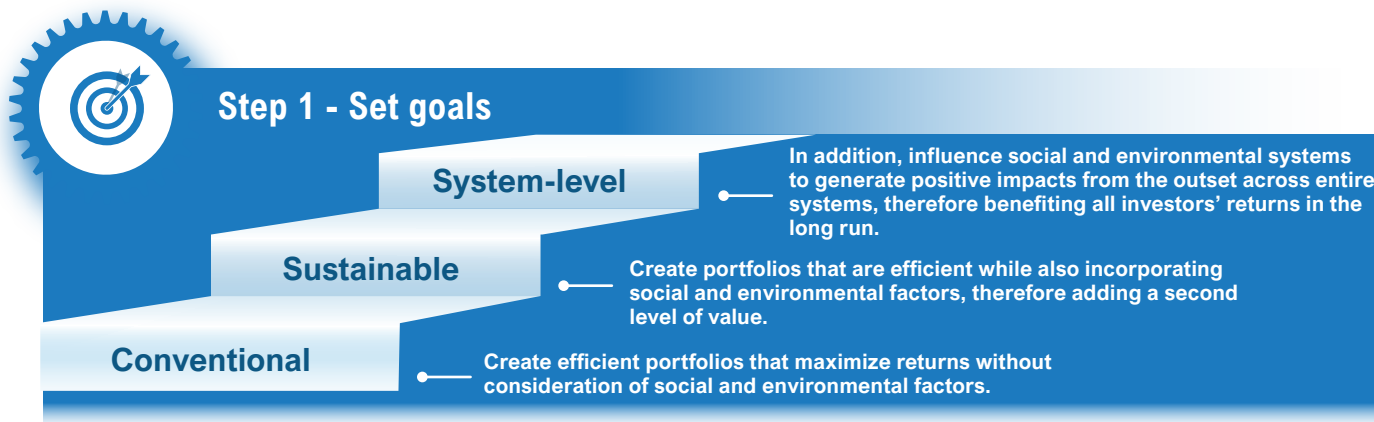 Step 1 - Set goals
System-level
In addition, influence social and environmental systems
to generate positive impacts from the outset across entire
systems, therefore benefiting all investors’ returns in the
long run.
Sustainable
Create portfolios that are efficient while also incorporating
social and environmental factors, therefore adding a second
level of value.
Conventional
Create efficient portfolios that maximize returns without
consideration of social and environmental factors.